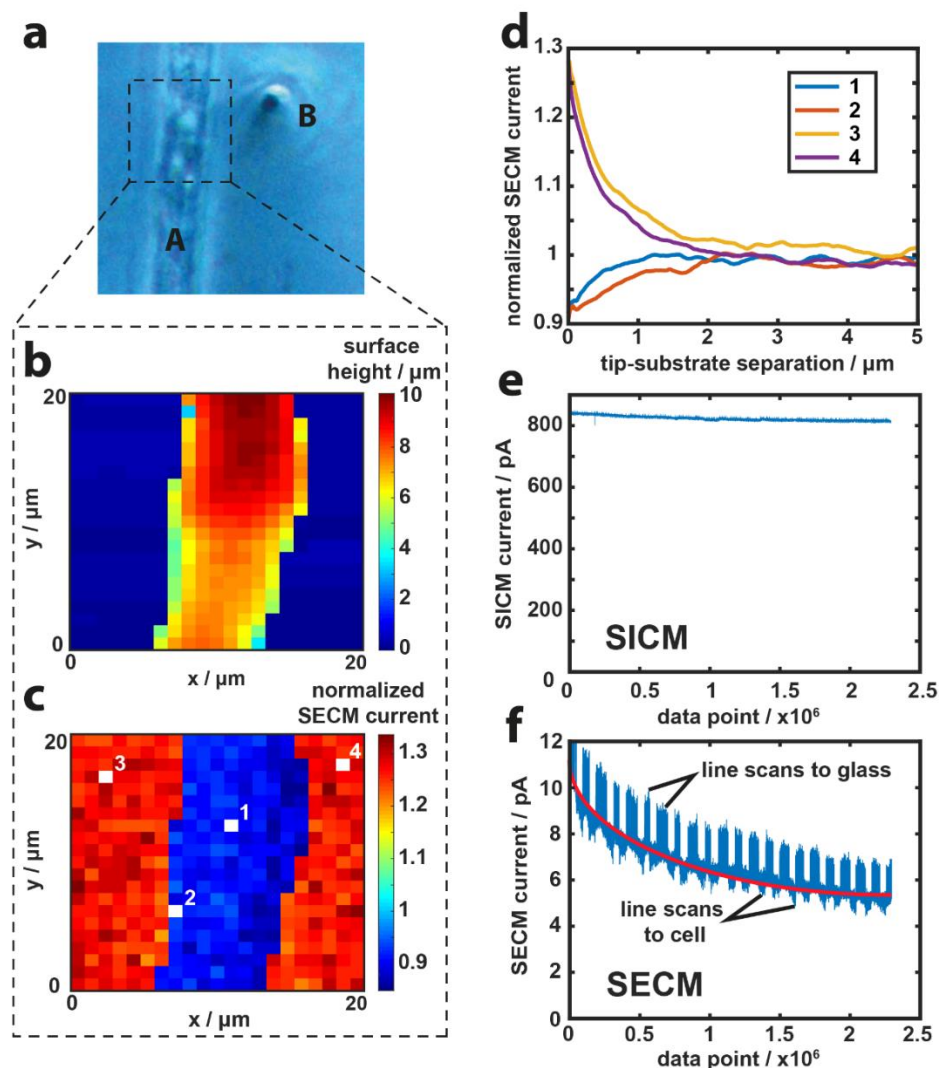 a
A
B
b
surface
height / µm
20
y / µm
0
0
x / µm
20
10
8
6
4
2
0
c
normalized
SECM current
20
y / µm
0
0
x / µm
20
3
4
1
2
1.3
1.2
1.1
1
0.9
d
normalized SECM current
1.3
1.2
1.1
1
0.9
1
2
3
4
0
1
2
3
4
5
tip-substrate separation / µm
e
SICM current / pA
800
600
400
200
0
SICM
0
0.5
1
1.5
2
2.5
data point / x10⁶
f
SECM current / pA
12
10
8
6
4
2
0
line scans to glass
line scans
to cell
SECM
0
0.5
1
1.5
2
2.5
data point / x10⁶